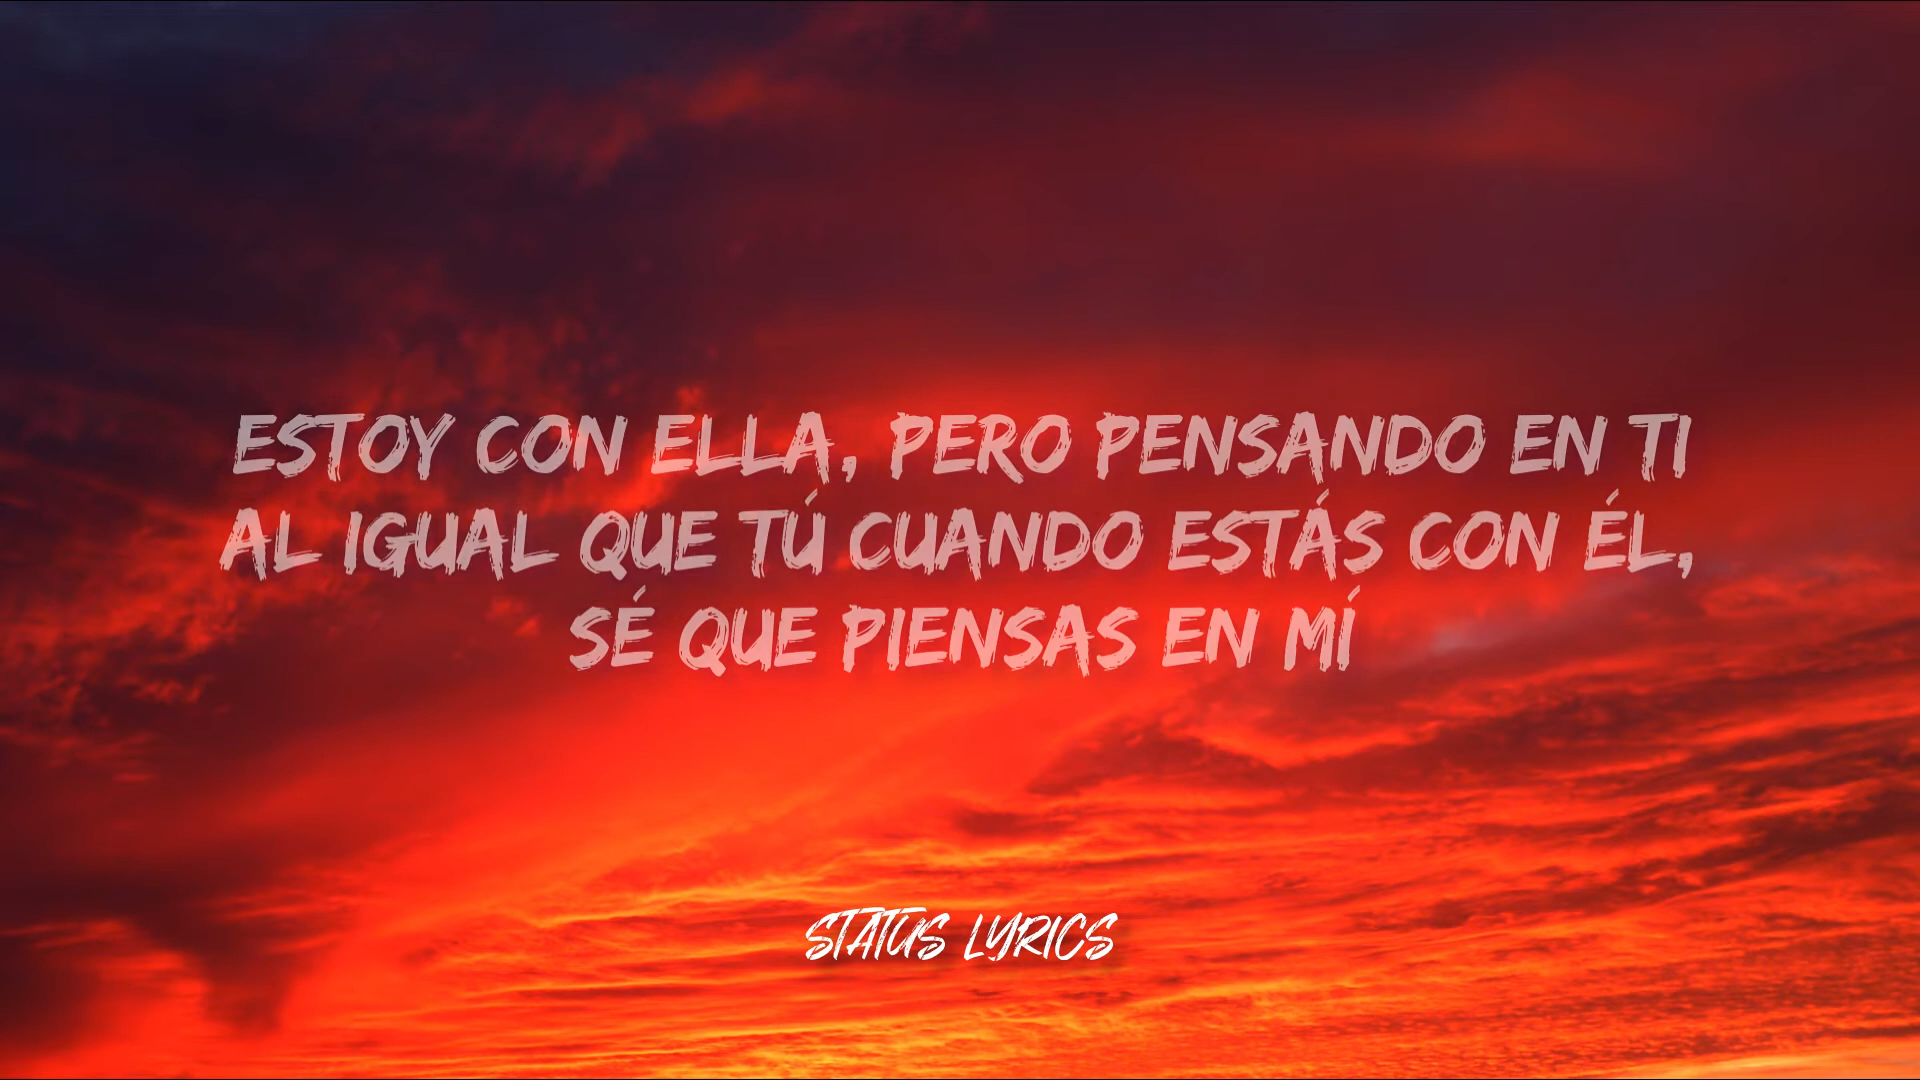 ESTOY CON ELLA, PERO PENSANDO EN TI
AL IGUAL QUE TÚ CUANDO ESTÁS CON ÉL,
SÉ QUE PIENSAS EN MÍ
STATUS LYRICS